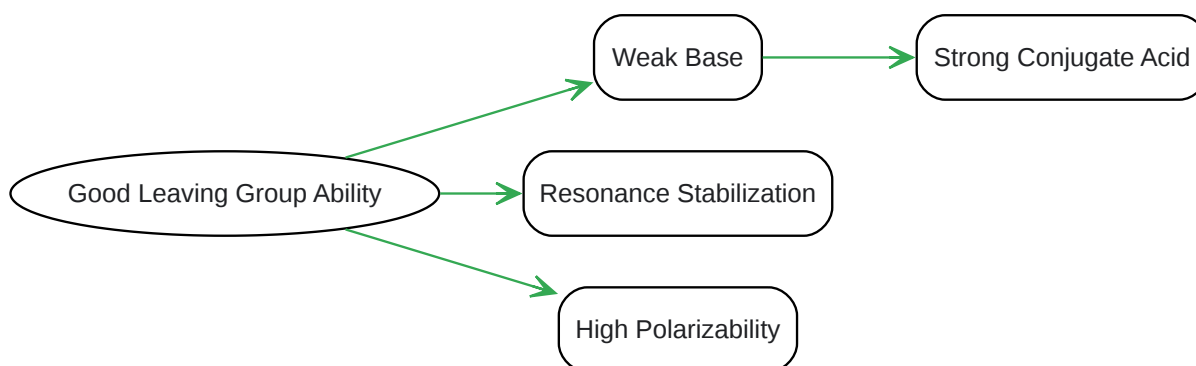 Weak Base
Strong Conjugate Acid
Good Leaving Group Ability
Resonance Stabilization
High Polarizability